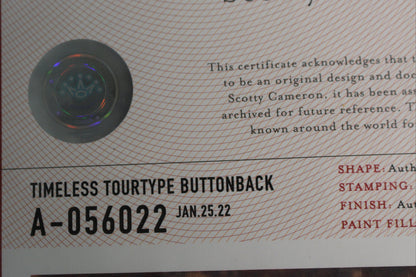 This certificate acknowledges that t
to be an original design and doc
Scotty Cameron, it has been ass
archived for future reference. T
known around the world fo
TIMELESS TOURTYPE BUTTONBACK
A-056022 JAN.25.22
SHAPE: Auth
STAMPING:
FINISH: Aut
PAINT FILL